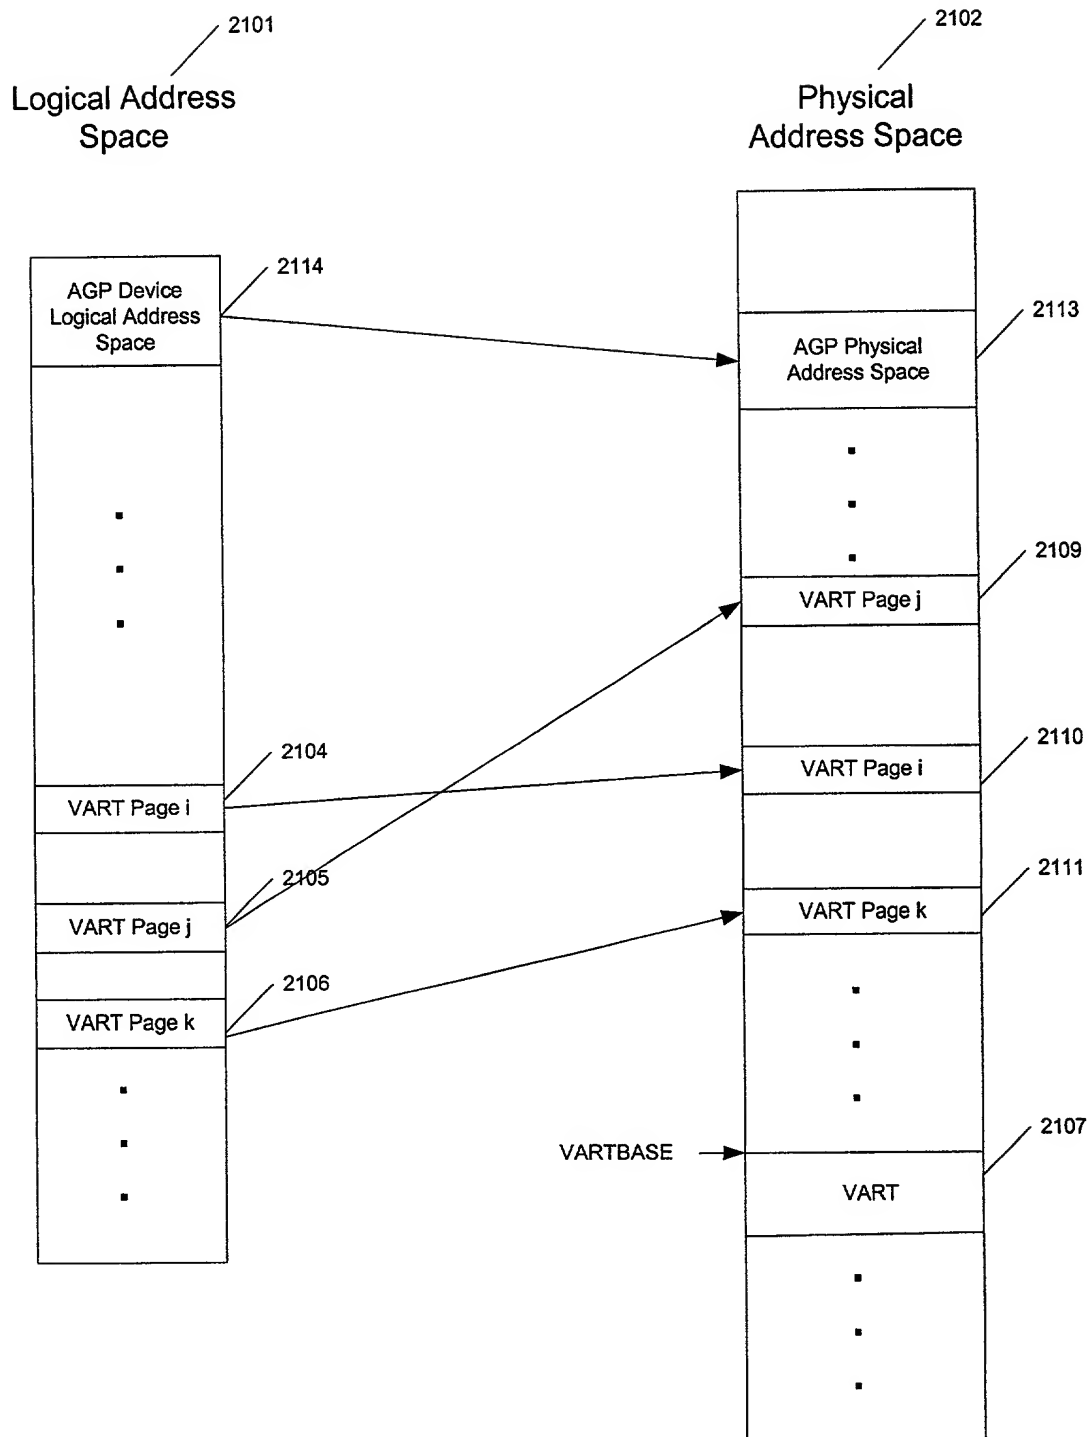 2101
2102
Logical Address
Space
Physical
Address Space
AGP Device
Logical Address
Space
2114
AGP Physical
Address Space
2113
VART Page j
2109
2104
VART Page i
VART Page i
2110
2105
VART Page j
VART Page k
2111
2106
VART Page k
VARTBASE
VART
2107